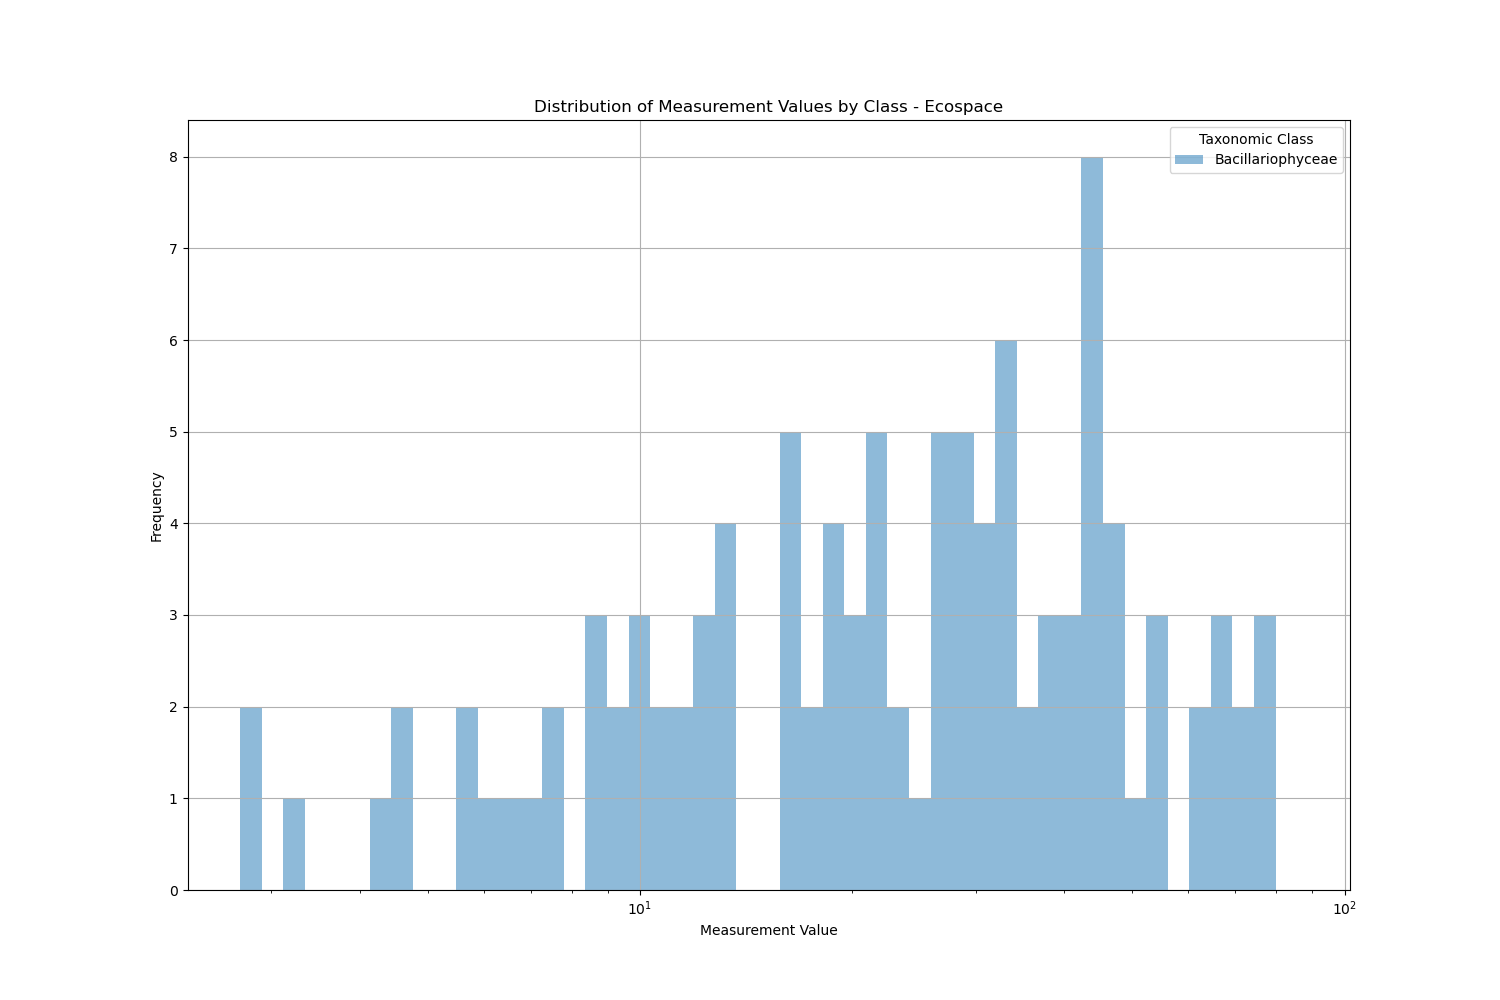 Distribution of Measurement Values by Class - Ecospace
Taxonomic Class
Bacillariophyceae
8
7
6
5
4
3
2
1
0
Frequency
10¹
10²
Measurement Value